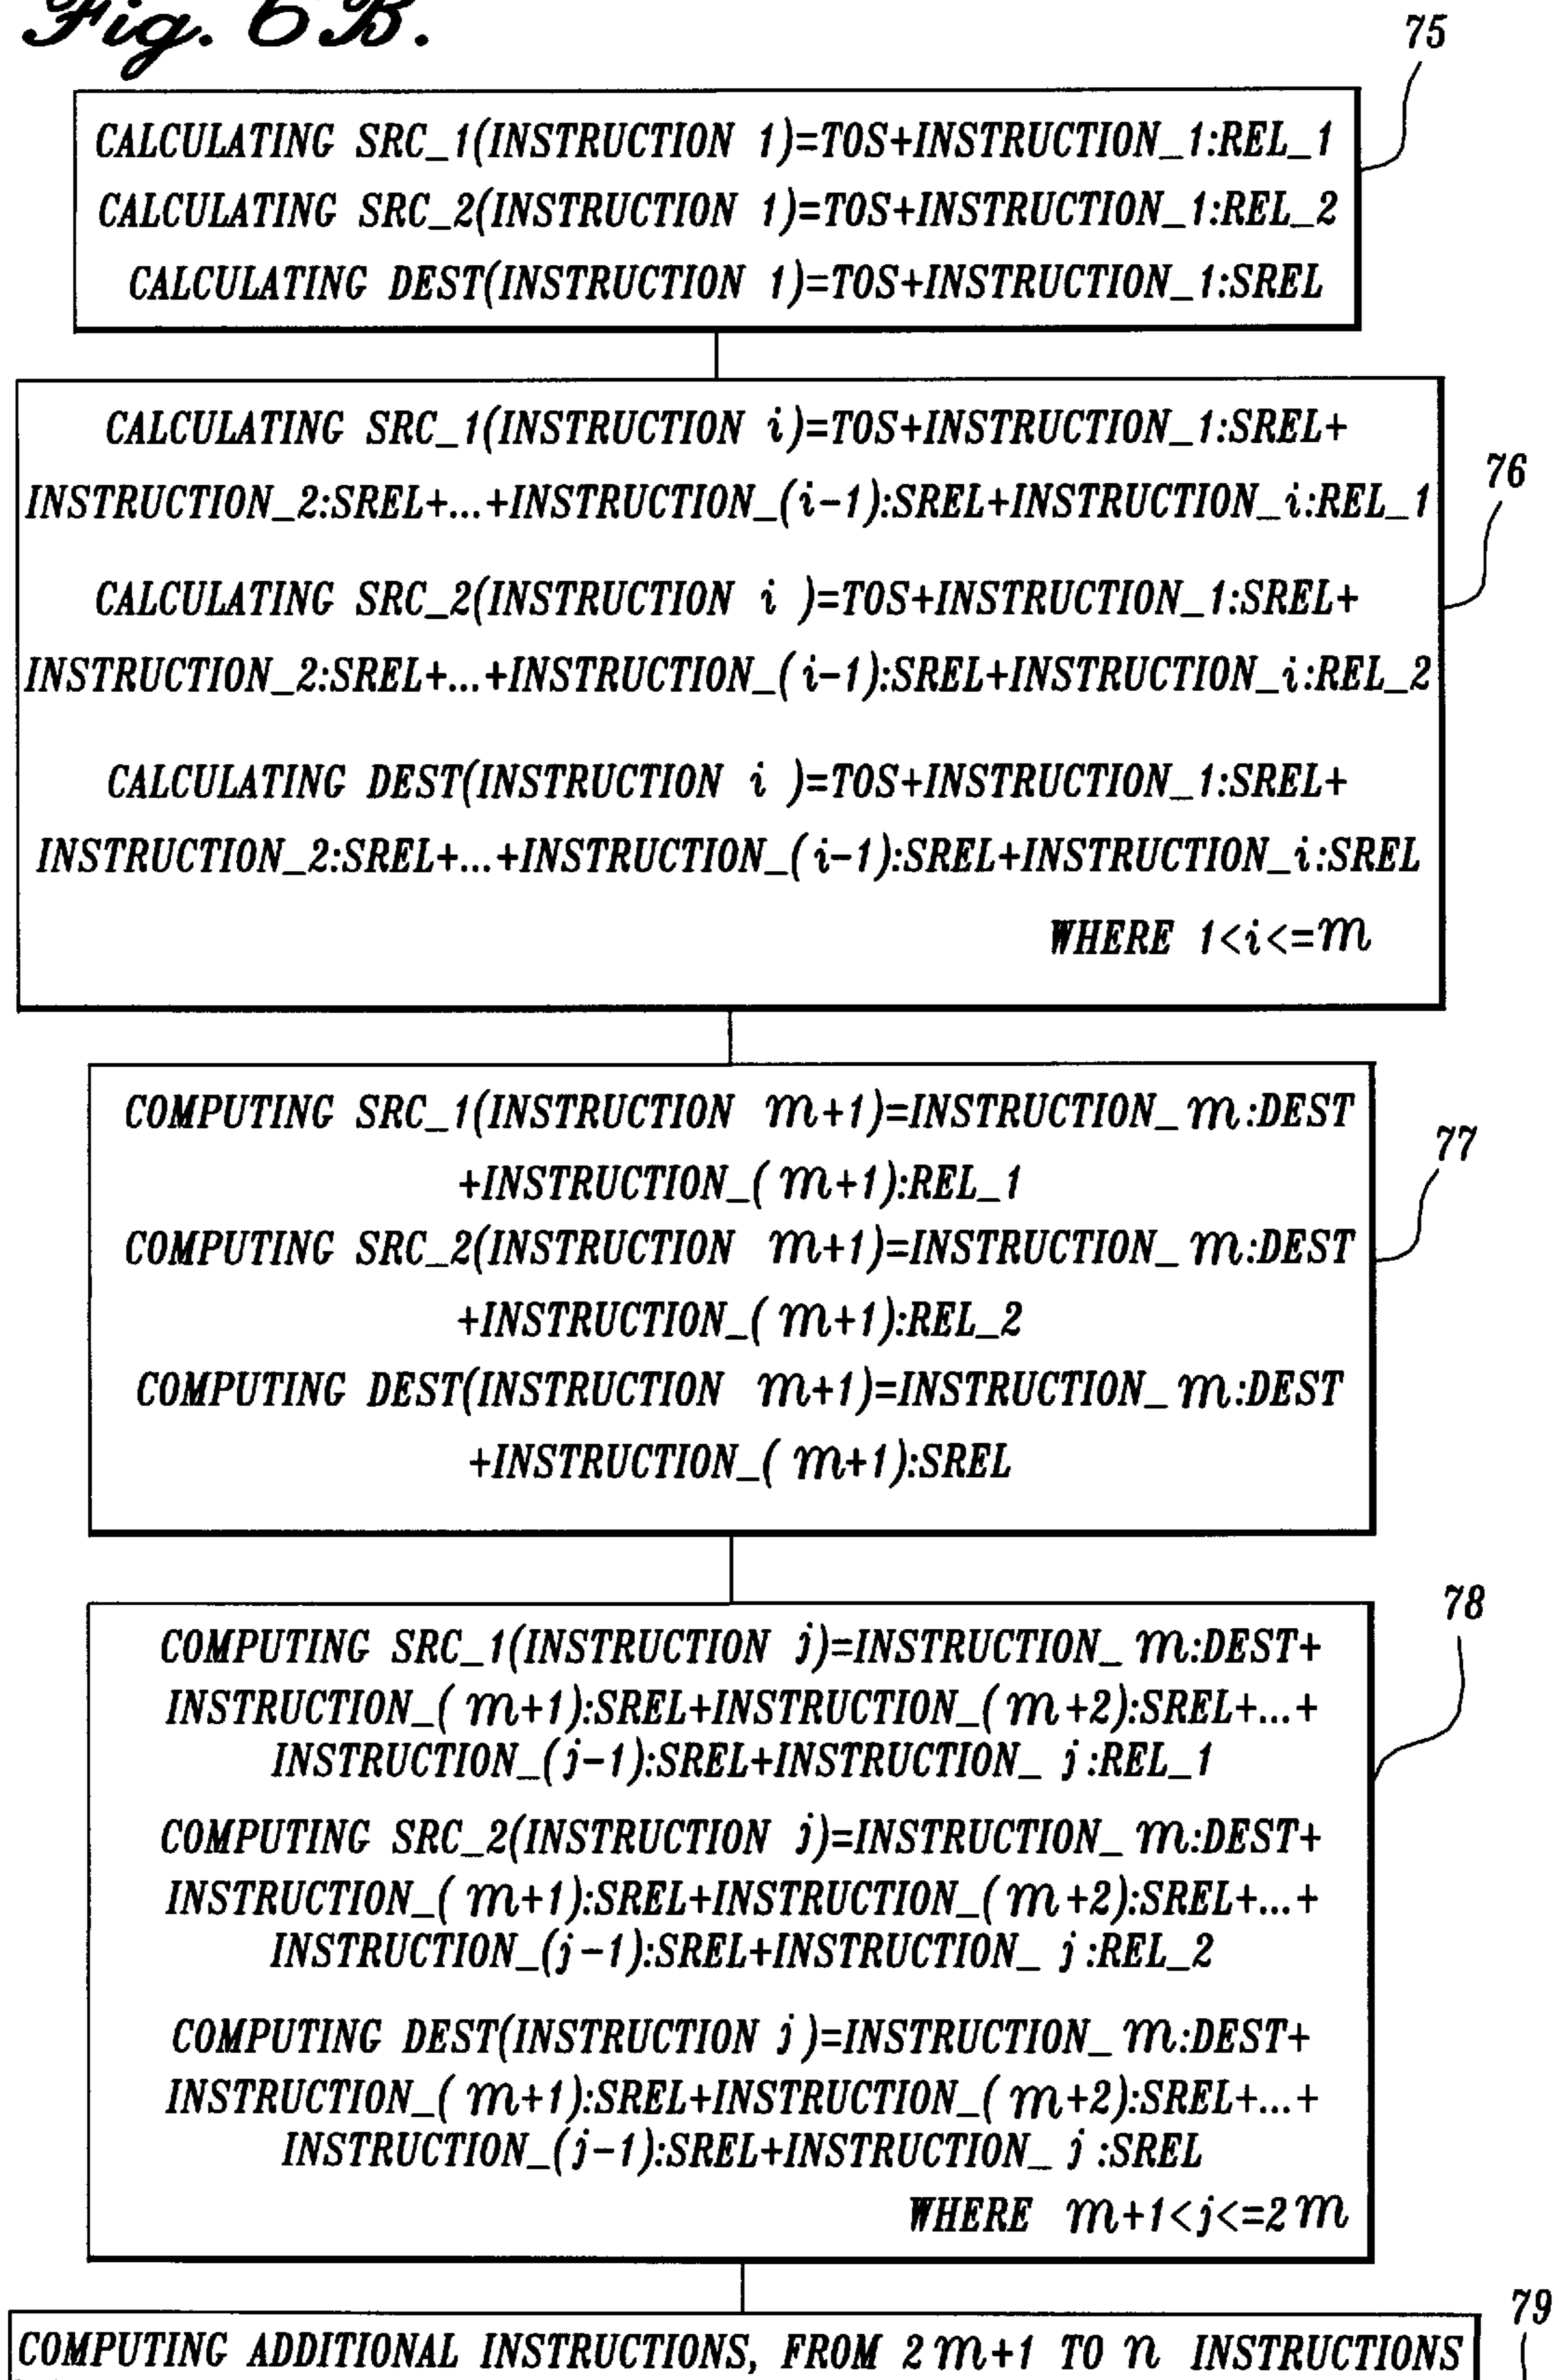 Fig. 6B.
75
CALCULATING SRC_1(INSTRUCTION 1)=TOS+INSTRUCTION_1:REL_1
CALCULATING SRC_2(INSTRUCTION 1)=TOS+INSTRUCTION_1:REL_2
CALCULATING DEST(INSTRUCTION 1)=TOS+INSTRUCTION_1:SREL
76
CALCULATING SRC_1(INSTRUCTION i)=TOS+INSTRUCTION_1:SREL+
INSTRUCTION_2:SREL+...+INSTRUCTION_(i-1):SREL+INSTRUCTION_i:REL_1
CALCULATING SRC_2(INSTRUCTION i )=TOS+INSTRUCTION_1:SREL+
INSTRUCTION_2:SREL+...+INSTRUCTION_(i-1):SREL+INSTRUCTION_i:REL_2
CALCULATING DEST(INSTRUCTION i )=TOS+INSTRUCTION_1:SREL+
INSTRUCTION_2:SREL+...+INSTRUCTION_(i-1):SREL+INSTRUCTION_i:SREL
WHERE 1<i<=m
77
COMPUTING SRC_1(INSTRUCTION m+1)=INSTRUCTION_m:DEST
+INSTRUCTION_(m+1):REL_1
COMPUTING SRC_2(INSTRUCTION m+1)=INSTRUCTION_m:DEST
+INSTRUCTION_(m+1):REL_2
COMPUTING DEST(INSTRUCTION m+1)=INSTRUCTION_m:DEST
+INSTRUCTION_(m+1):SREL
78
COMPUTING SRC_1(INSTRUCTION j)=INSTRUCTION_m:DEST+
INSTRUCTION_(m+1):SREL+INSTRUCTION_(m+2):SREL+...+
INSTRUCTION_(j-1):SREL+INSTRUCTION_j:REL_1
COMPUTING SRC_2(INSTRUCTION j)=INSTRUCTION_m:DEST+
INSTRUCTION_(m+1):SREL+INSTRUCTION_(m+2):SREL+...+
INSTRUCTION_(j-1):SREL+INSTRUCTION_j:REL_2
COMPUTING DEST(INSTRUCTION j)=INSTRUCTION_m:DEST+
INSTRUCTION_(m+1):SREL+INSTRUCTION_(m+2):SREL+...+
INSTRUCTION_(j-1):SREL+INSTRUCTION_j:SREL
WHERE m+1<j<=2m
79
COMPUTING ADDITIONAL INSTRUCTIONS, FROM 2m+1 TO n INSTRUCTIONS